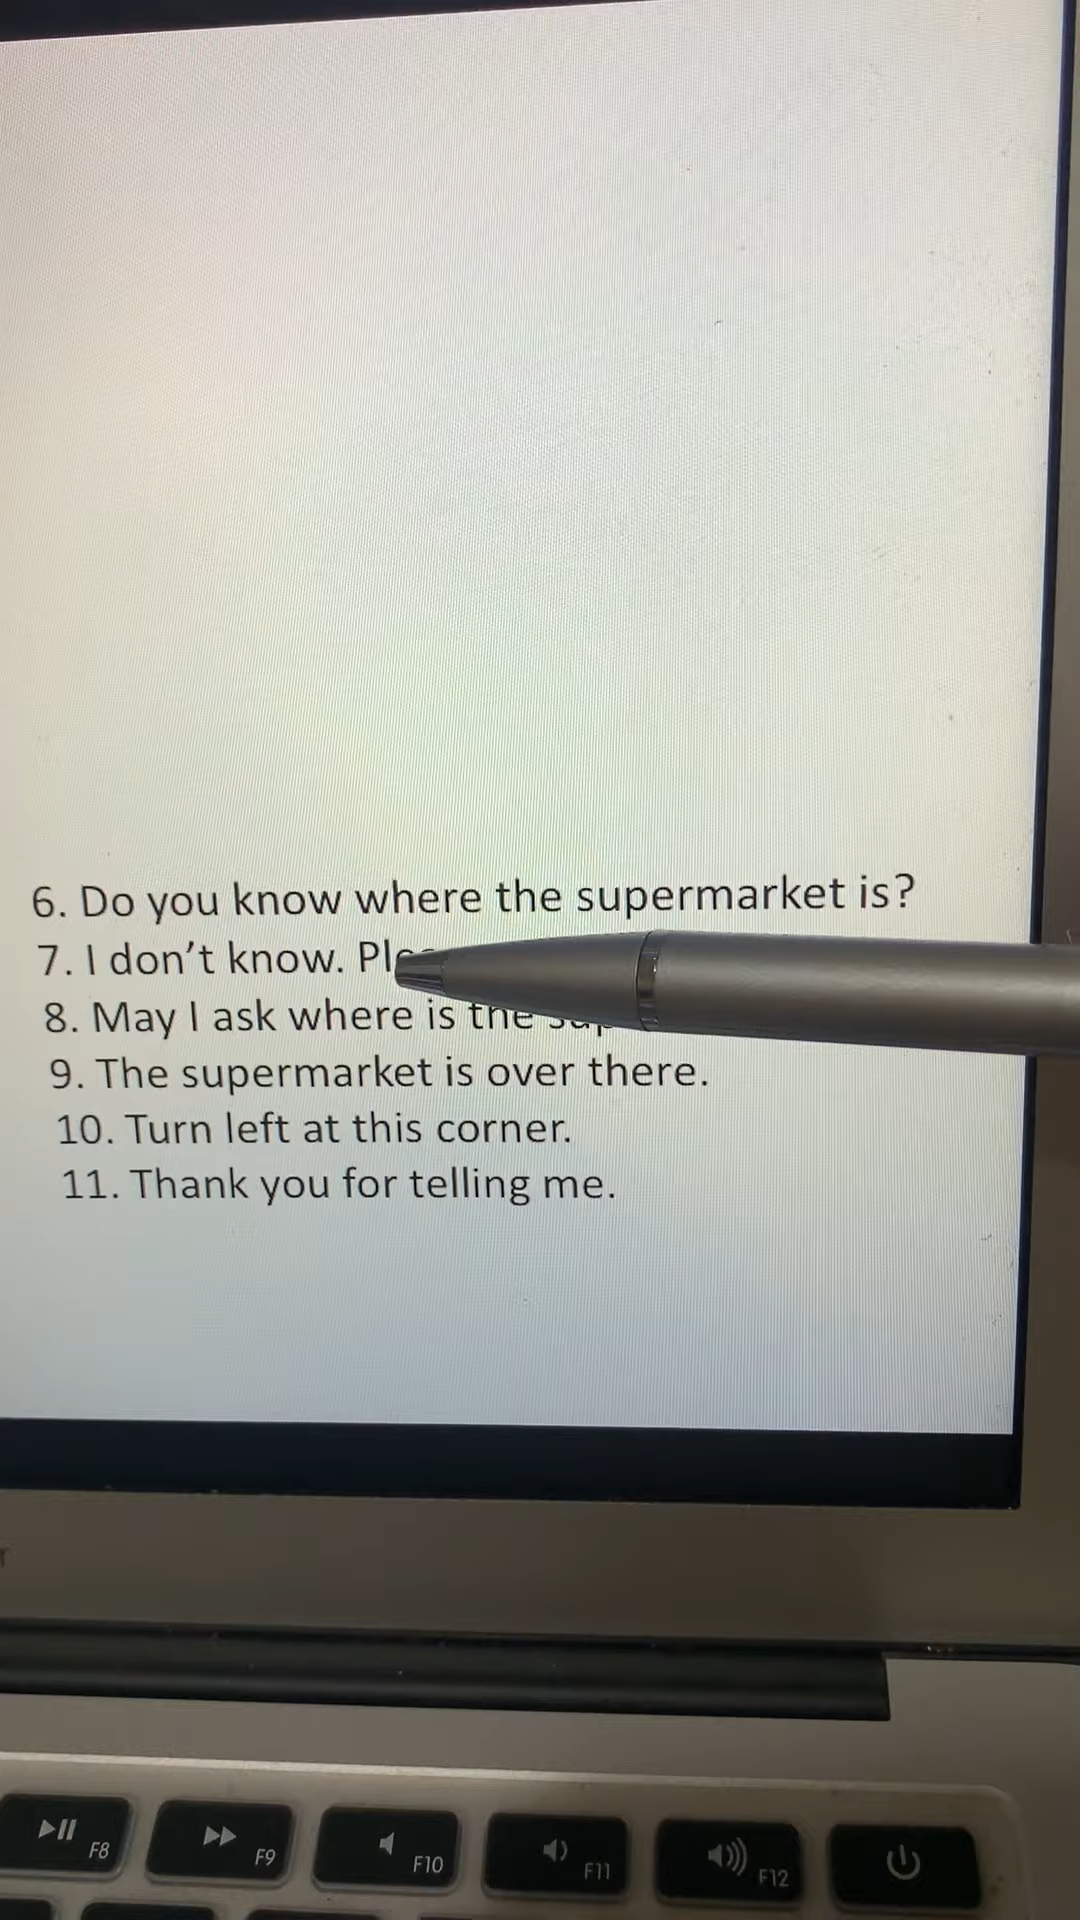 6. Do you know where the supermarket is?
7. I don't know.
8. May I ask where is the
9. The supermarket is over there.
10. Turn left at this corner.
11. Thank you for telling me.
F8
F9
F10
F11
F12